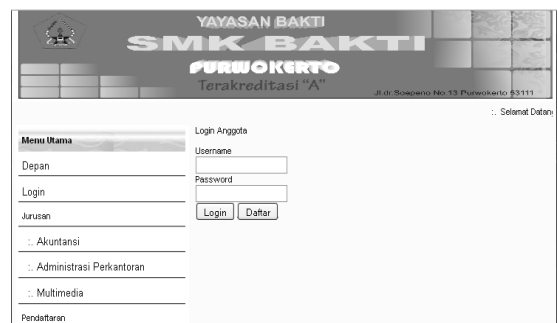 YAYASAN BAKTI
SMK BAKTI
PURWOKERTO
Terakreditasi "A"
Jl.dr.Soepeno No.13 Purwokerto 53111
:. Selamat Datang
Menu Utama
Depan
Login
Jurusan
:. Akuntansi
:. Administrasi Perkantoran
:. Multimedia
Pendaftaran
Login Anggota
Username
Password
Login Daftar